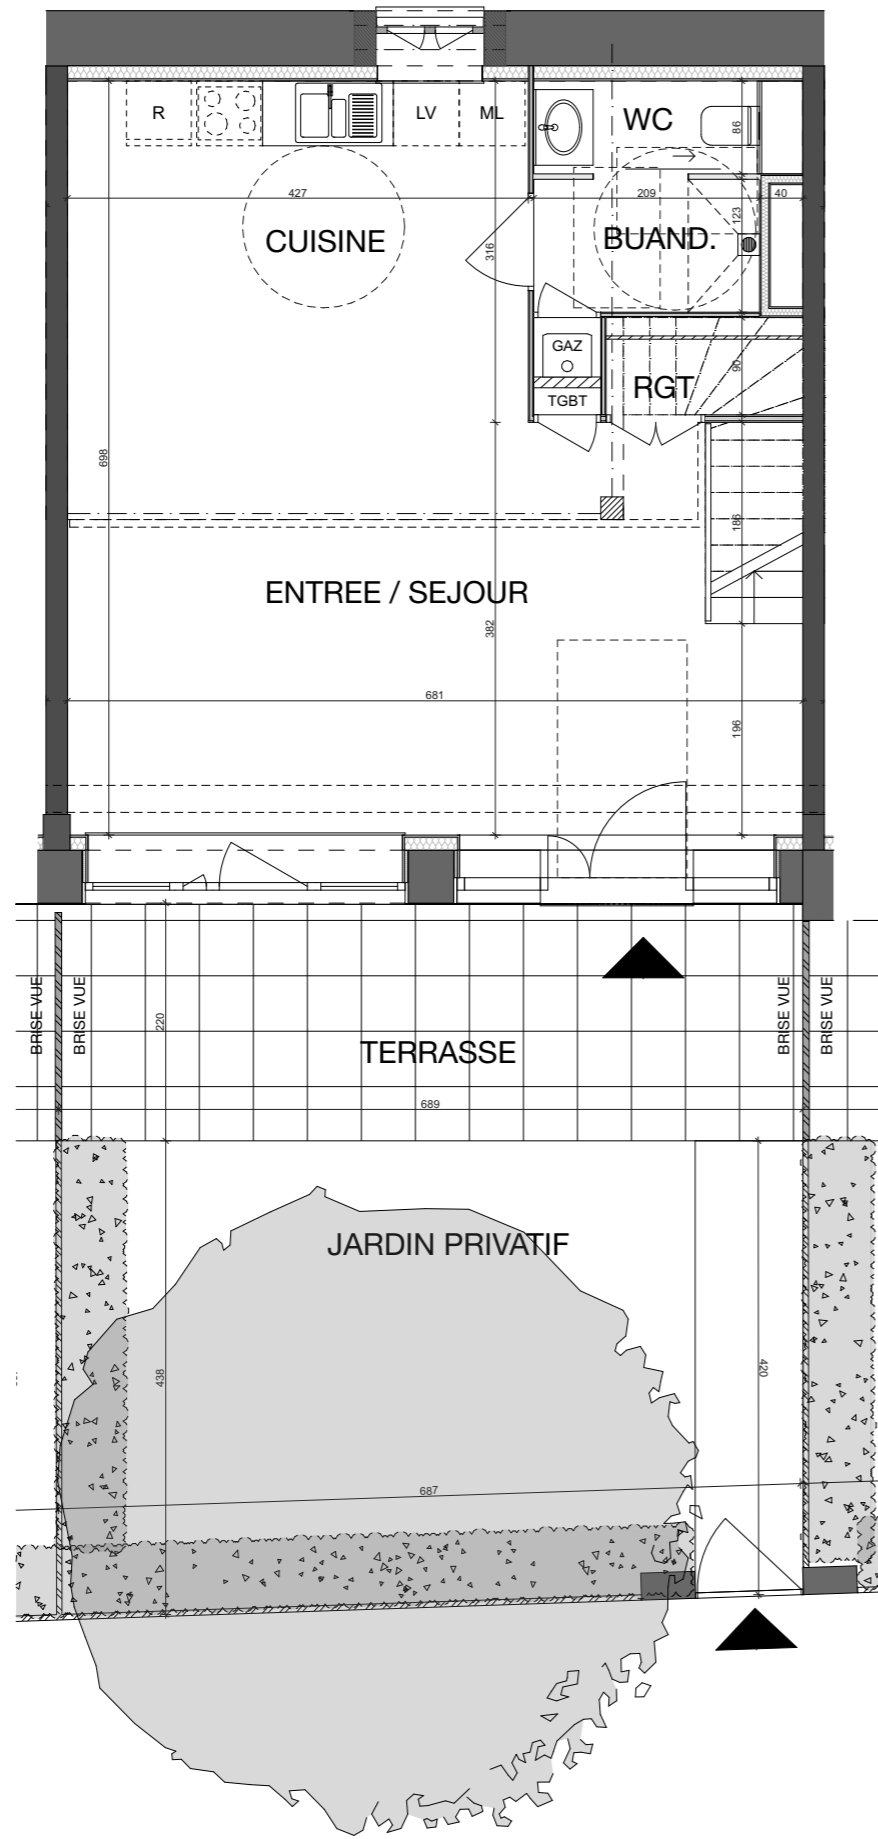 R
LV
ML
WC
86
427
209
40
123
CUISINE
316
BUAND.
GAZ
TGBT
RGT
90
698
186
ENTREE / SEJOUR
382
681
196
BRISE VUE
BRISE VUE
220
TERRASSE
BRISE VUE
BRISE VUE
689
JARDIN PRIVATIF
438
420
687